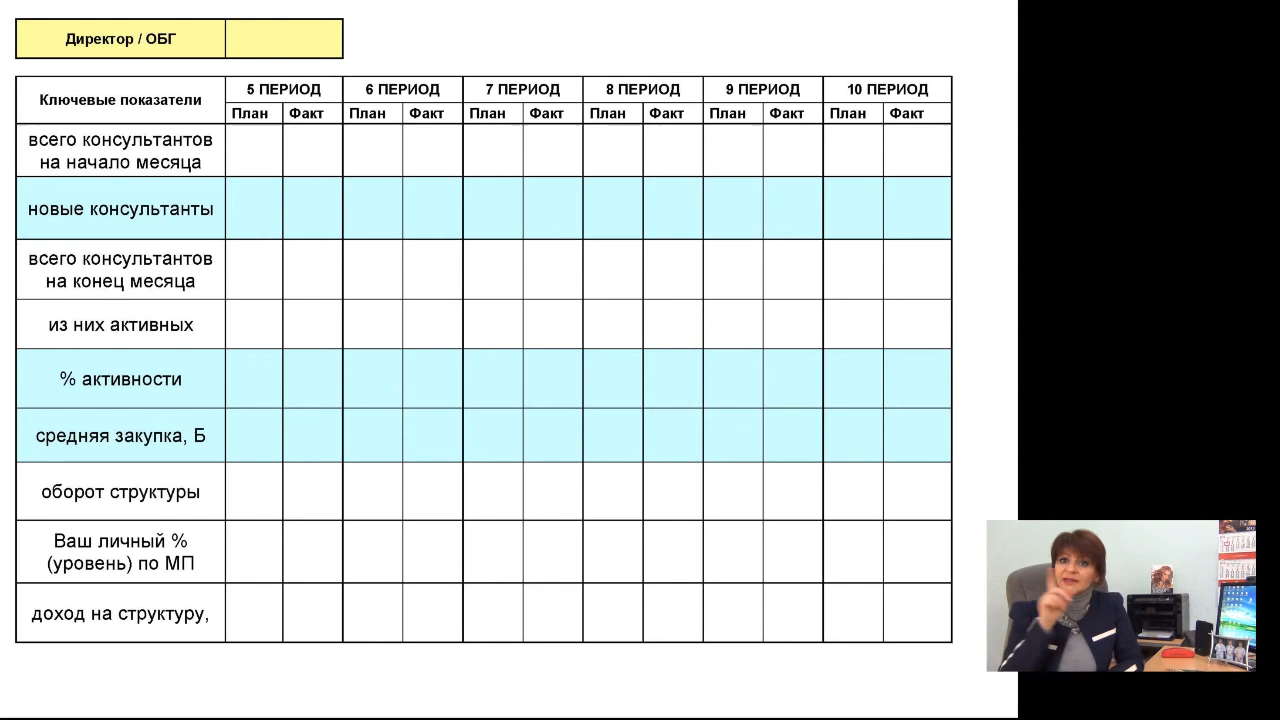 Директор / ОБГ
Ключевые показатели
5 ПЕРИОД 6 ПЕРИОД 7 ПЕРИОД 8 ПЕРИОД 9 ПЕРИОД 10 ПЕРИОД
План Факт План Факт План Факт План Факт План Факт План Факт
всего консультантов
на начало месяца
новые консультанты
всего консультантов
на конец месяца
из них активных
% активности
средняя закупка, Б
оборот структуры
Ваш личный %
(уровень) по МП
доход на структуру,